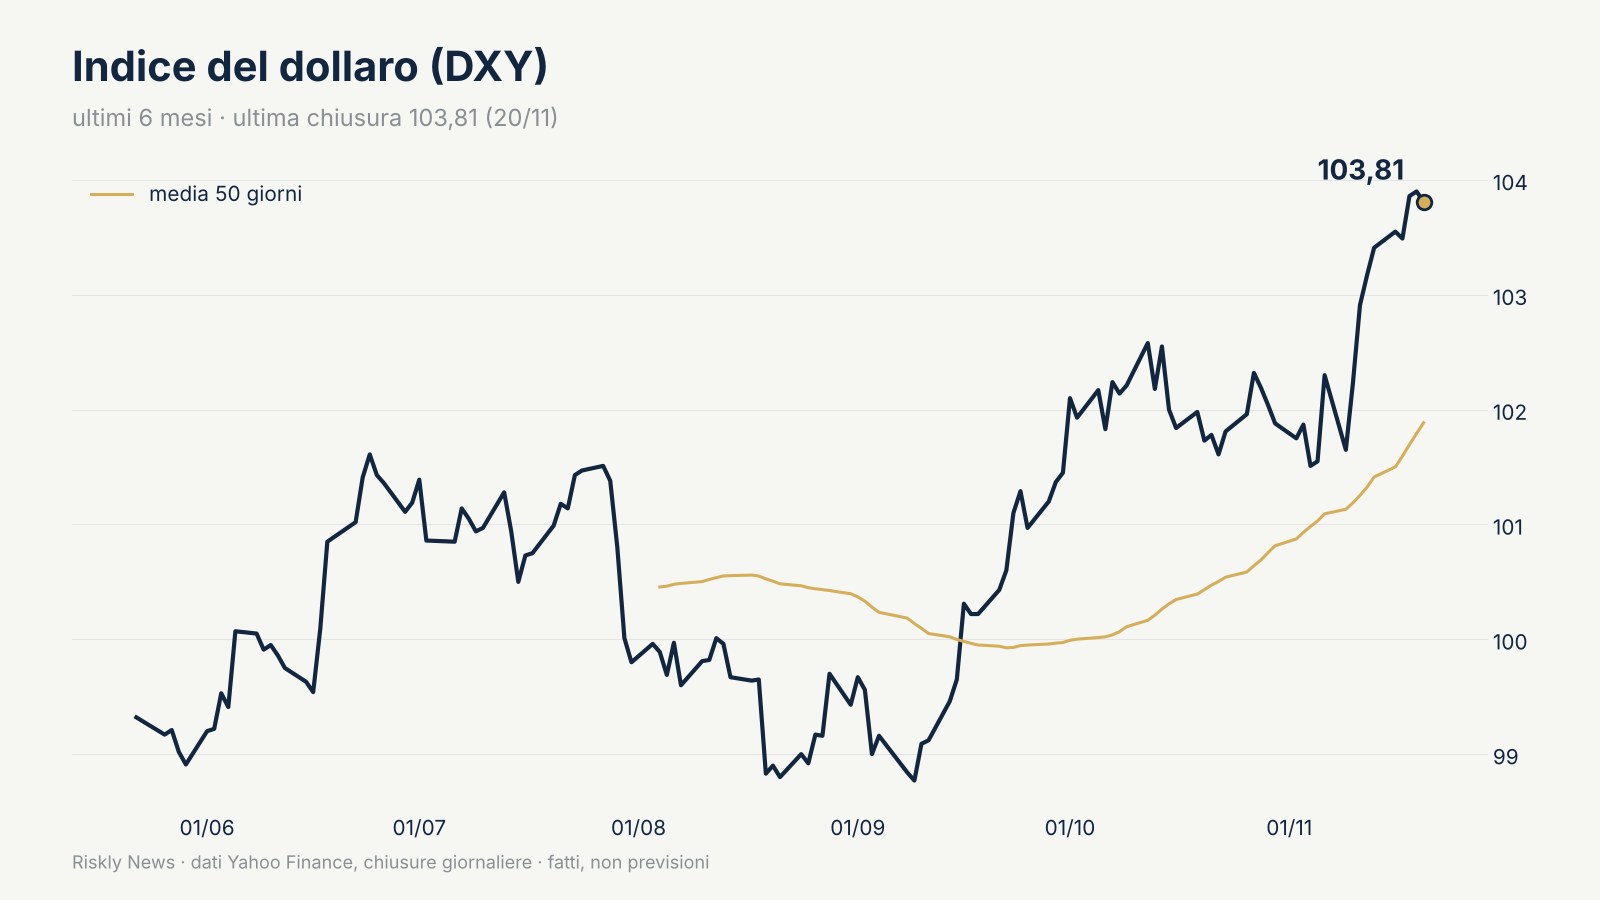 Indice del dollaro (DXY)
ultimi 6 mesi · ultima chiusura 103,81 (20/11)
103,81
media 50 giorni
104
103
102
101
100
99
01/06 01/07 01/08 01/09 01/10 01/11
Riskly News · dati Yahoo Finance, chiusure giornaliere · fatti, non previsioni